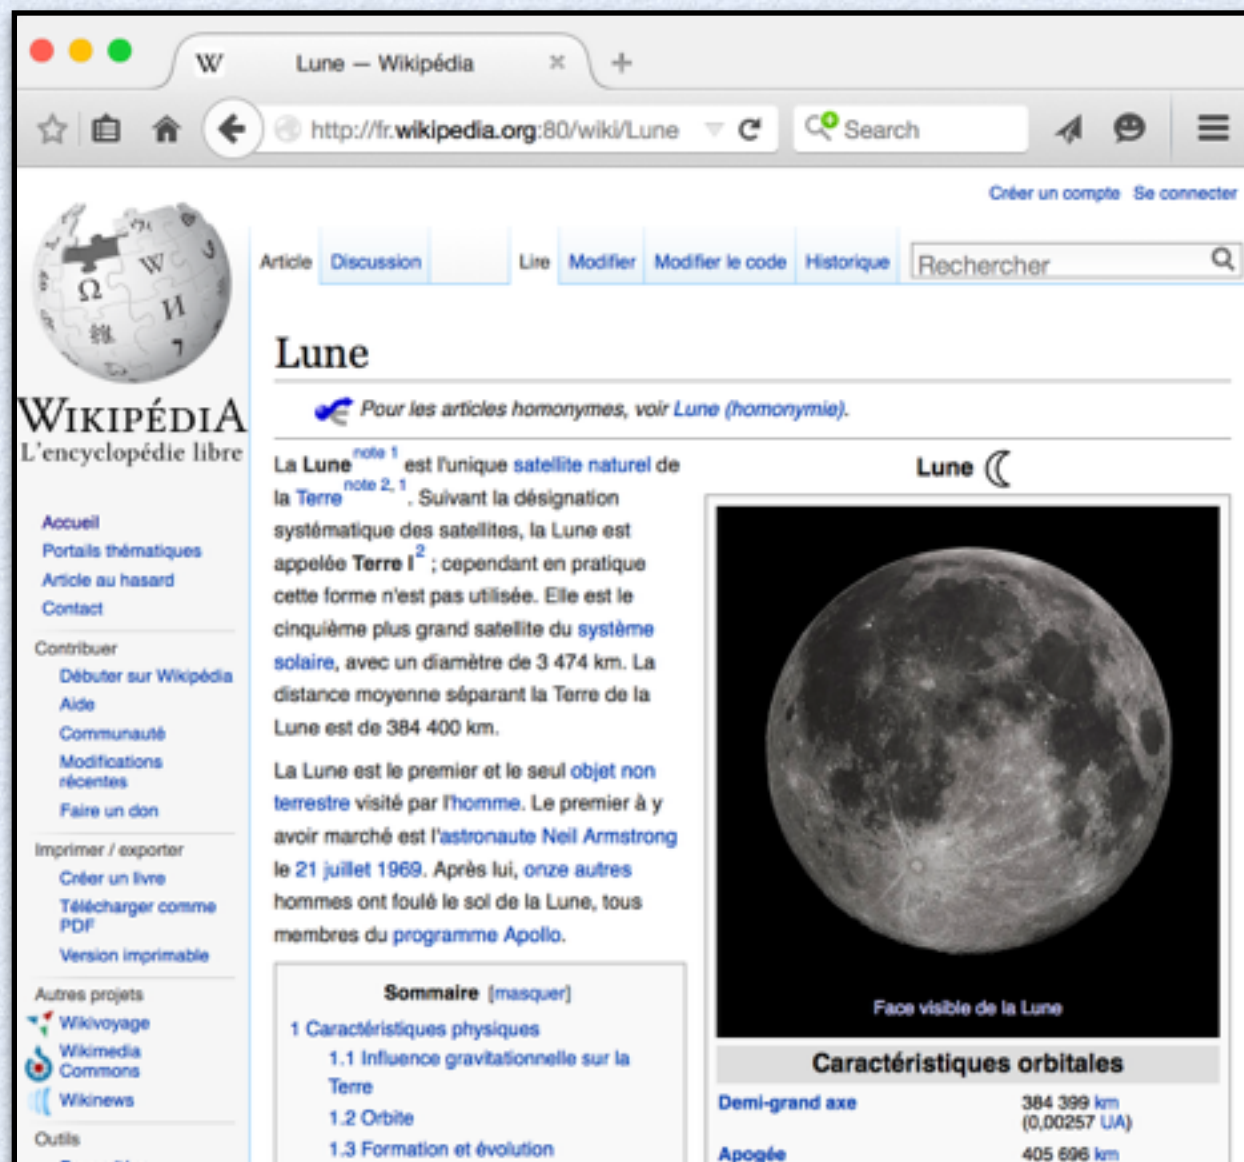 Lune — Wikipédia
http://fr.wikipedia.org:80/wiki/Lune
Search
Créer un compte Se connecter
Article Discussion Lire Modifier Modifier le code Historique Rechercher
WIKIPÉDIA
L'encyclopédie libre
Accueil
Portails thématiques
Article au hasard
Contact
Contribuer
Débuter sur Wikipédia
Aide
Communauté
Modifications
récentes
Faire un don
Imprimer / exporter
Créer un livre
Télécharger comme
PDF
Version imprimable
Autres projets
Wikivoyage
Wikimedia
Commons
Wikinews
Outils
Lune
Pour les articles homonymes, voir Lune (homonymie).
La Lune note 1 est l'unique satellite naturel de
la Terre note 2, 1. Suivant la désignation
systématique des satellites, la Lune est
appelée Terre I 2 ; cependant en pratique
cette forme n'est pas utilisée. Elle est le
cinquième plus grand satellite du système
solaire, avec un diamètre de 3 474 km. La
distance moyenne séparant la Terre de la
Lune est de 384 400 km.
La Lune est le premier et le seul objet non
terrestre visité par l'homme. Le premier à y
avoir marché est l'astronaute Neil Armstrong
le 21 juillet 1969. Après lui, onze autres
hommes ont foulé le sol de la Lune, tous
membres du programme Apollo.
Sommaire [masquer]
1 Caractéristiques physiques
1.1 Influence gravitationnelle sur la
Terre
1.2 Orbite
1.3 Formation et évolution
Lune
Face visible de la Lune
Caractéristiques orbitales
Demi-grand axe 384 399 km
(0,00257 UA)
Apogée 405 696 km